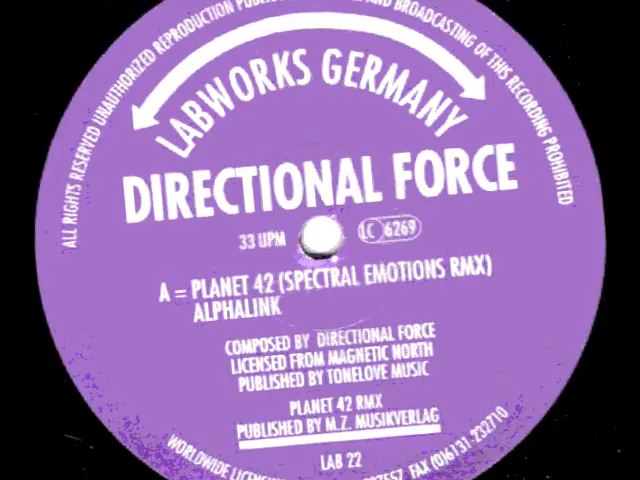 ALL RIGHTS RESERVED UNAUTHORIZED REPRODUCTION AND BROADCASTING OF THIS RECORDING PROHIBITED
LABWORKS GERMANY
DIRECTIONAL FORCE
33 UPM
LC 6269
A = PLANET 42 (SPECTRAL EMOTIONS RMX)
ALPHALINK
COMPOSED BY DIRECTIONAL FORCE
LICENSED FROM MAGNETIC NORTH
PUBLISHED BY TONELOVE MUSIC
PLANET 42 RMX
PUBLISHED BY M.Z. MUSIKVERLAG
LAB 22
WORLDWIDE FAX (0)6131-232710